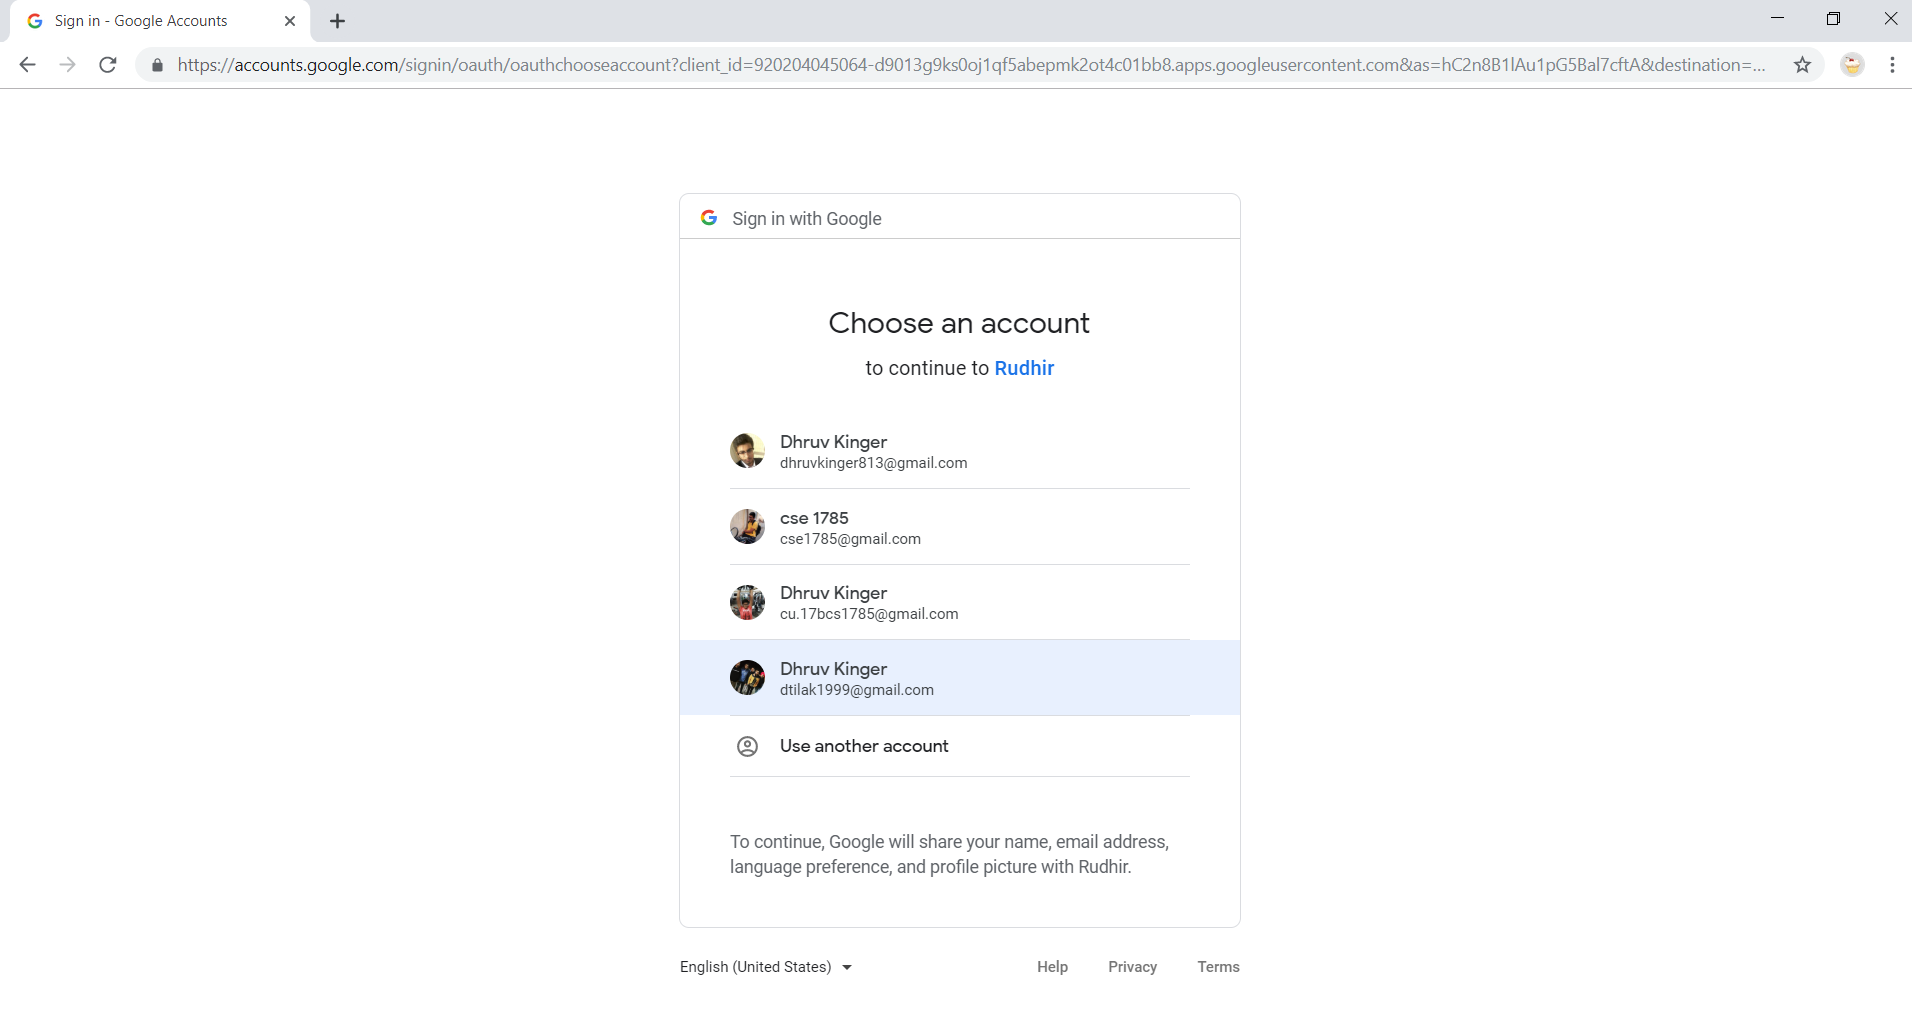 Sign in - Google Accounts
https://accounts.google.com/signin/oauth/oauthchooseaccount?client_id=920204045064-d9013g9ks0oj1qf5abepmk2ot4c01bb8.apps.googleusercontent.com&as=hC2n8B1lAu1pG5Bal7cftA&destination=...
Sign in with Google
Choose an account
to continue to Rudhir
Dhruv Kinger
dhruvkinger813@gmail.com
cse 1785
cse1785@gmail.com
Dhruv Kinger
cu.17bcs1785@gmail.com
Dhruv Kinger
dtilak1999@gmail.com
Use another account
To continue, Google will share your name, email address,
language preference, and profile picture with Rudhir.
English (United States) Help Privacy Terms